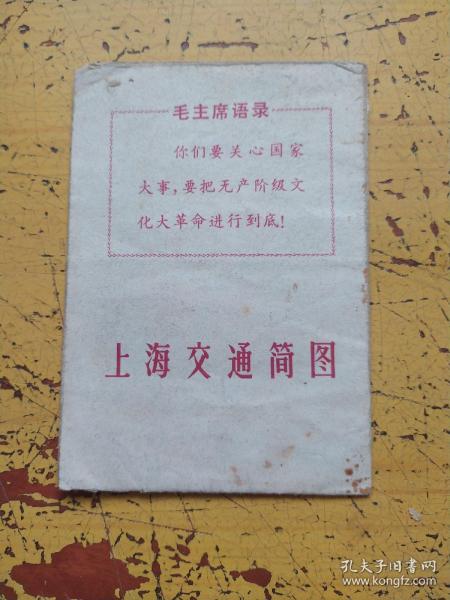 毛主席语录
你们要关心国家
大事，要把无产阶级文
化大革命进行到底！
上海交通简图
孔夫子旧书网
www.kongfz.com